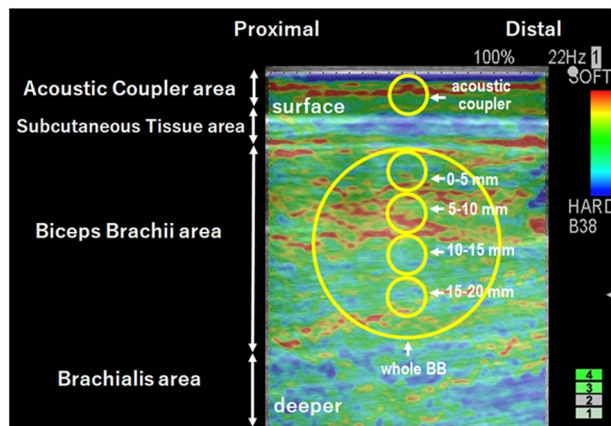 Proximal
Distal
100%
22Hz 1
SOFT
Acoustic Coupler area
acoustic
coupler
surface
Subcutaneous Tissue area
0-5 mm
5-10 mm
HARD
B38
Biceps Brachii area
10-15 mm
15-20 mm
whole BB
Brachialis area
deeper
4
3
2
1